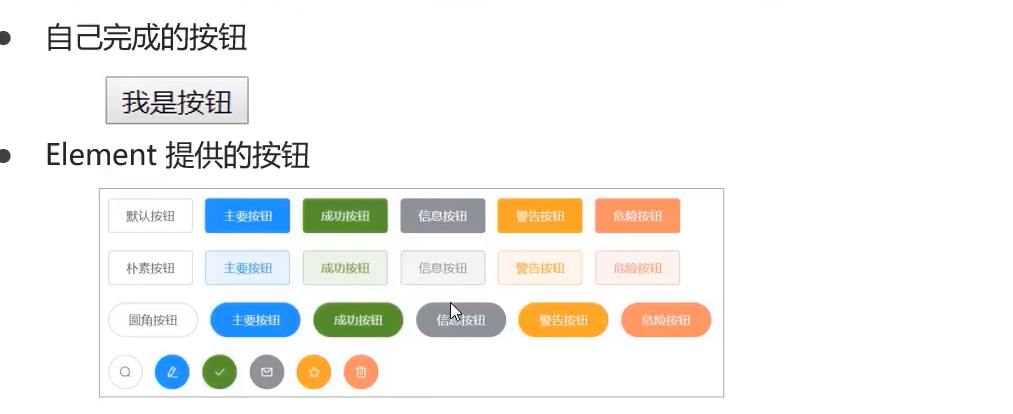 自己完成的按钮
我是按钮
Element 提供的按钮
默认按钮 主要按钮 成功按钮 信息按钮 警告按钮 危险按钮
朴素按钮 主要按钮 成功按钮 信息按钮 警告按钮 危险按钮
圆角按钮 主要按钮 成功按钮 信息按钮 警告按钮 危险按钮